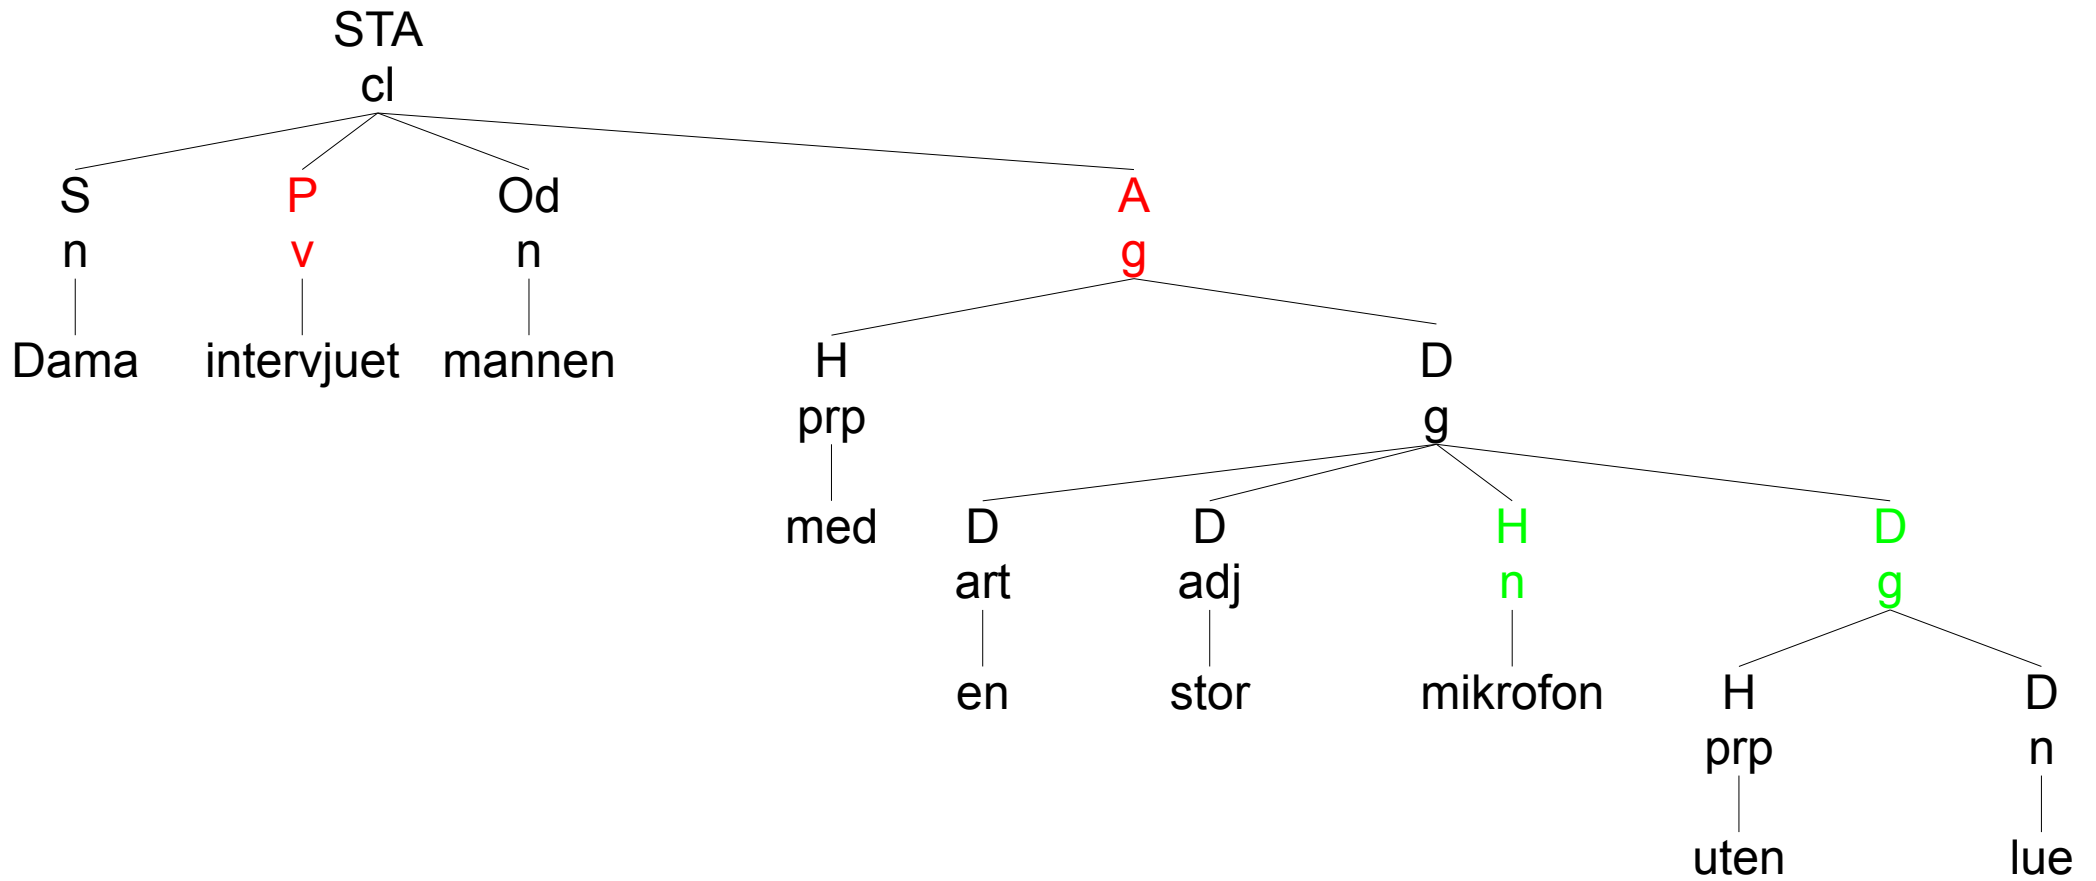 STA
cl
S P Od A
n v n g
Dama intervjuet mannen H D
prp g
med D D H D
art adj n g
en stor mikrofon H D
prp n
uten lue